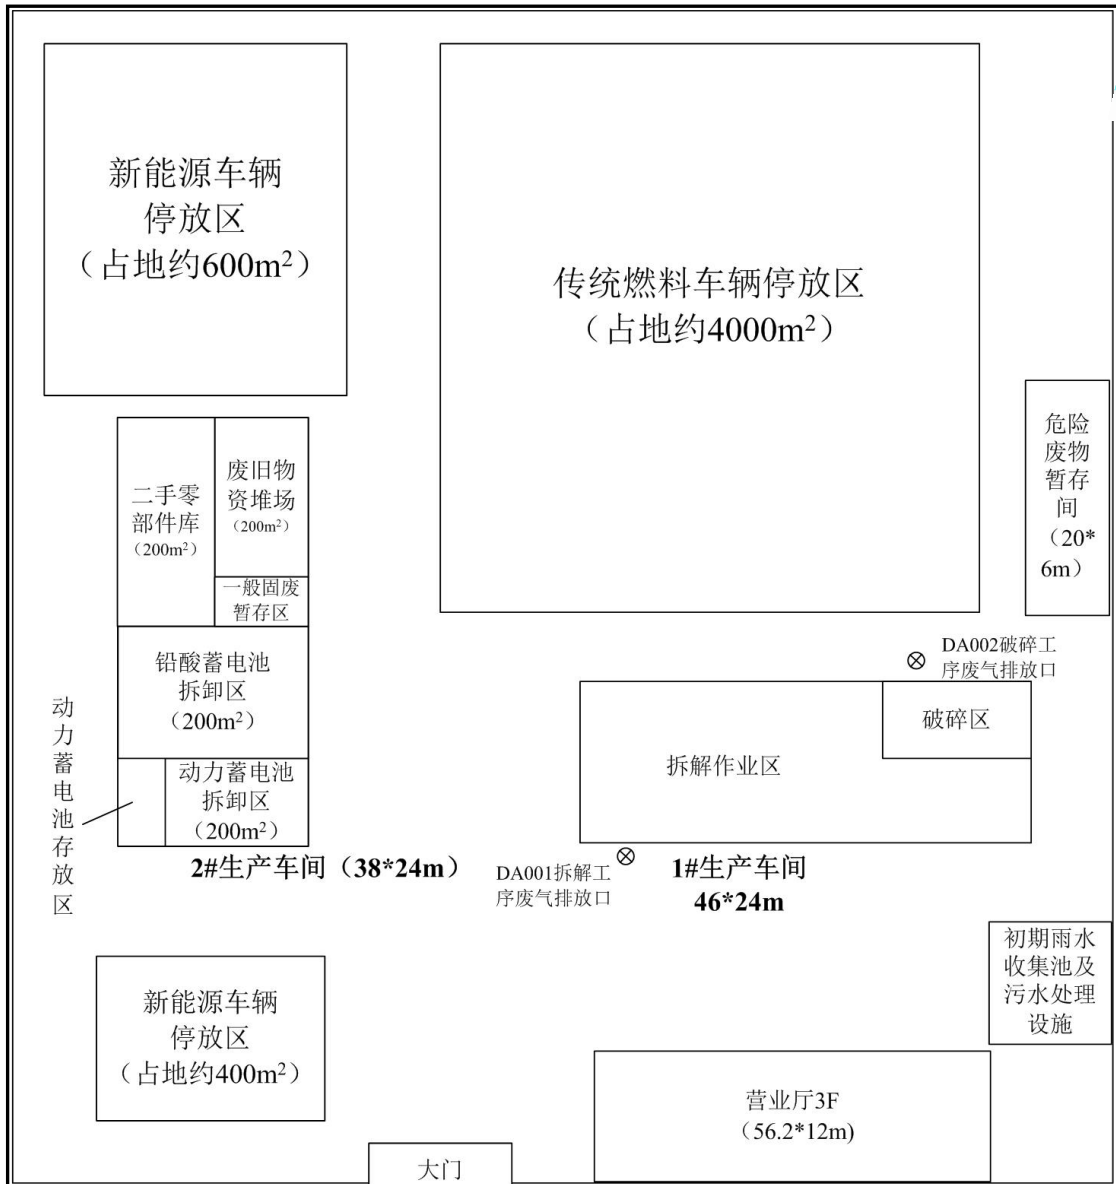 新能源车辆
停放区
（占地约600m²）
传统燃料车辆停放区
（占地约4000m²）
危险
废物
暂存
间
（20*
6m）
二手零
部件库
(200m²)
废旧物
资堆场
(200m²)
一般固废
暂存区
铅酸蓄电池
拆卸区
（200m²）
动力蓄电池存放区
动力蓄电池
拆卸区
（200m²）
2#生产车间（38*24m）
DA002破碎工
序废气排放口
破碎区
拆解作业区
DA001拆解工
序废气排放口
1#生产车间
46*24m
初期雨水
收集池及
污水处理
设施
新能源车辆
停放区
（占地约400m²）
营业厅3F
（56.2*12m)
大门